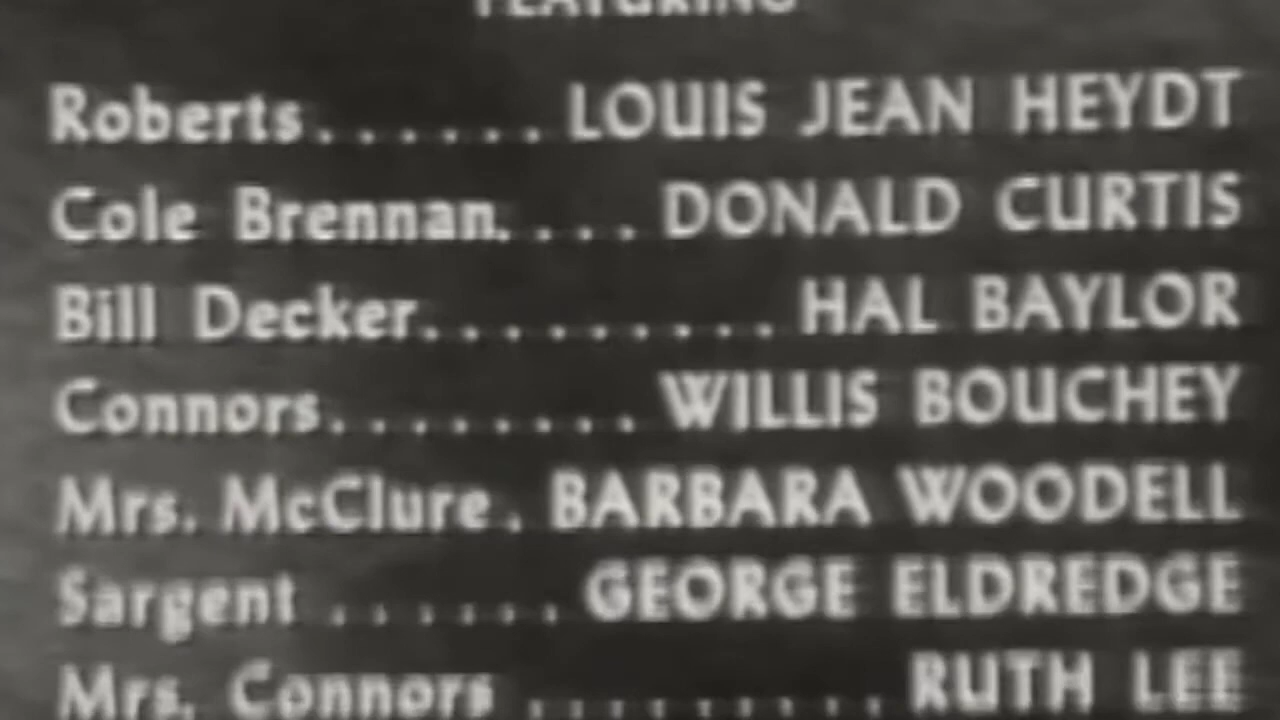 FEATURING
Roberts......LOUIS JEAN HEYDT
Cole Brennan....DONALD CURTIS
Bill Decker..........HAL BAYLOR
Connors........WILLIS BOUCHEY
Mrs. McClure.BARBARA WOODELL
Sargent ......GEORGE ELDREDGE
Mrs. Connors .........RUTH LEE